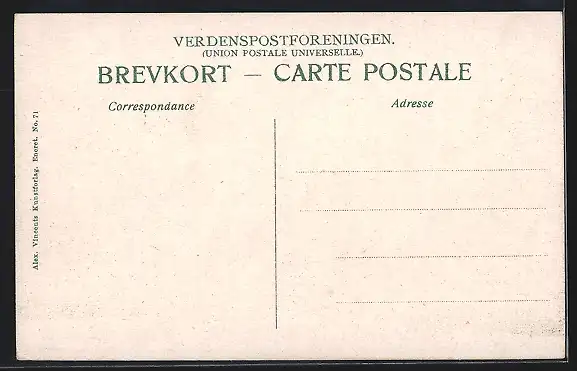 VERDENSPOSTFORENINGEN.
(UNION POSTALE UNIVERSELLE.)
BREVKORT — CARTE POSTALE
Correspondance
Adresse
Alex. Vincents Kunstforlag. Eneret. No. 71